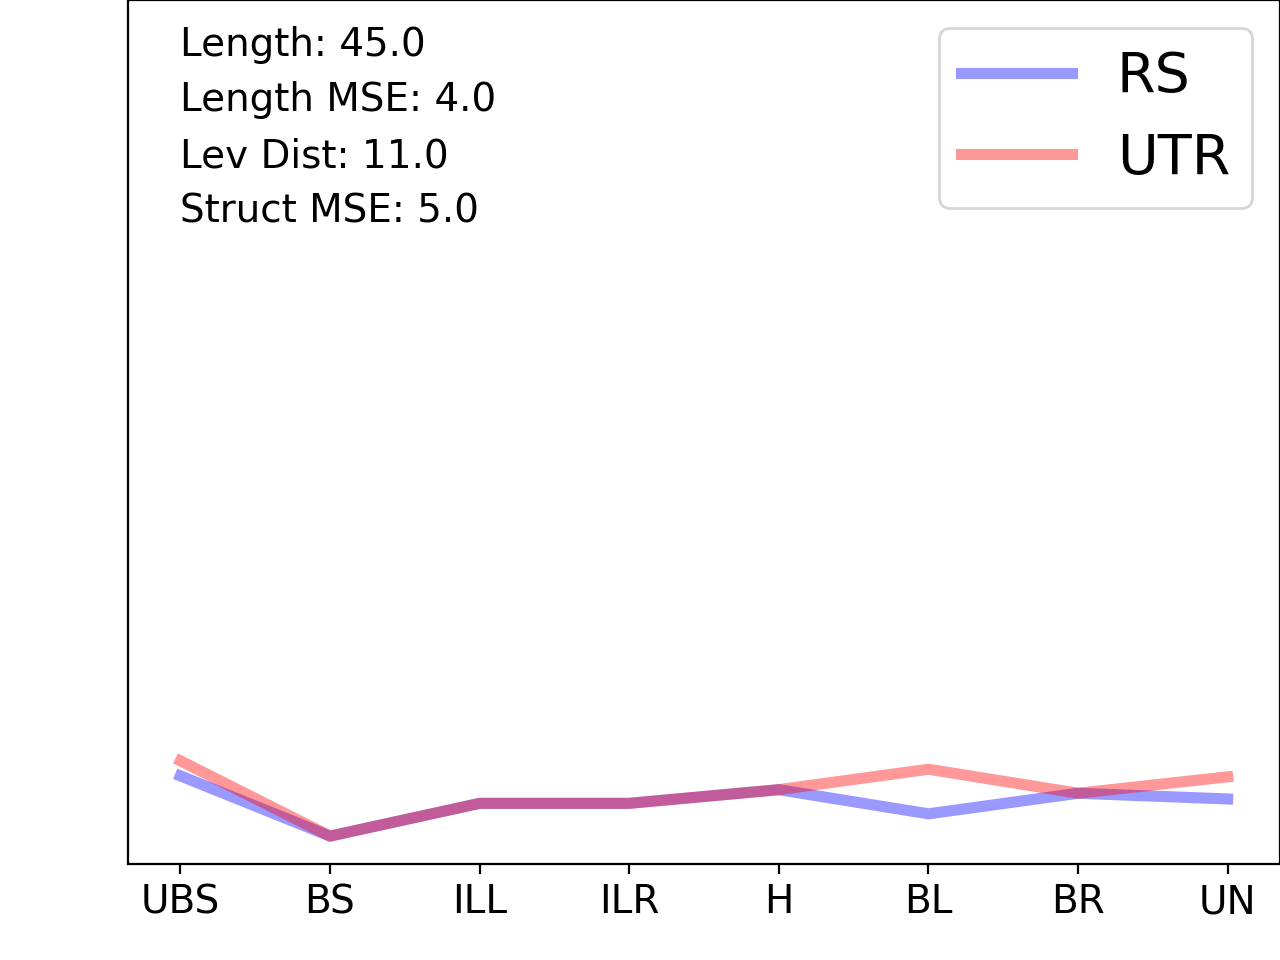 Length: 45.0
Length MSE: 4.0
Lev Dist: 11.0
Struct MSE: 5.0
RS
UTR
UBS BS ILL ILR H BL BR UN